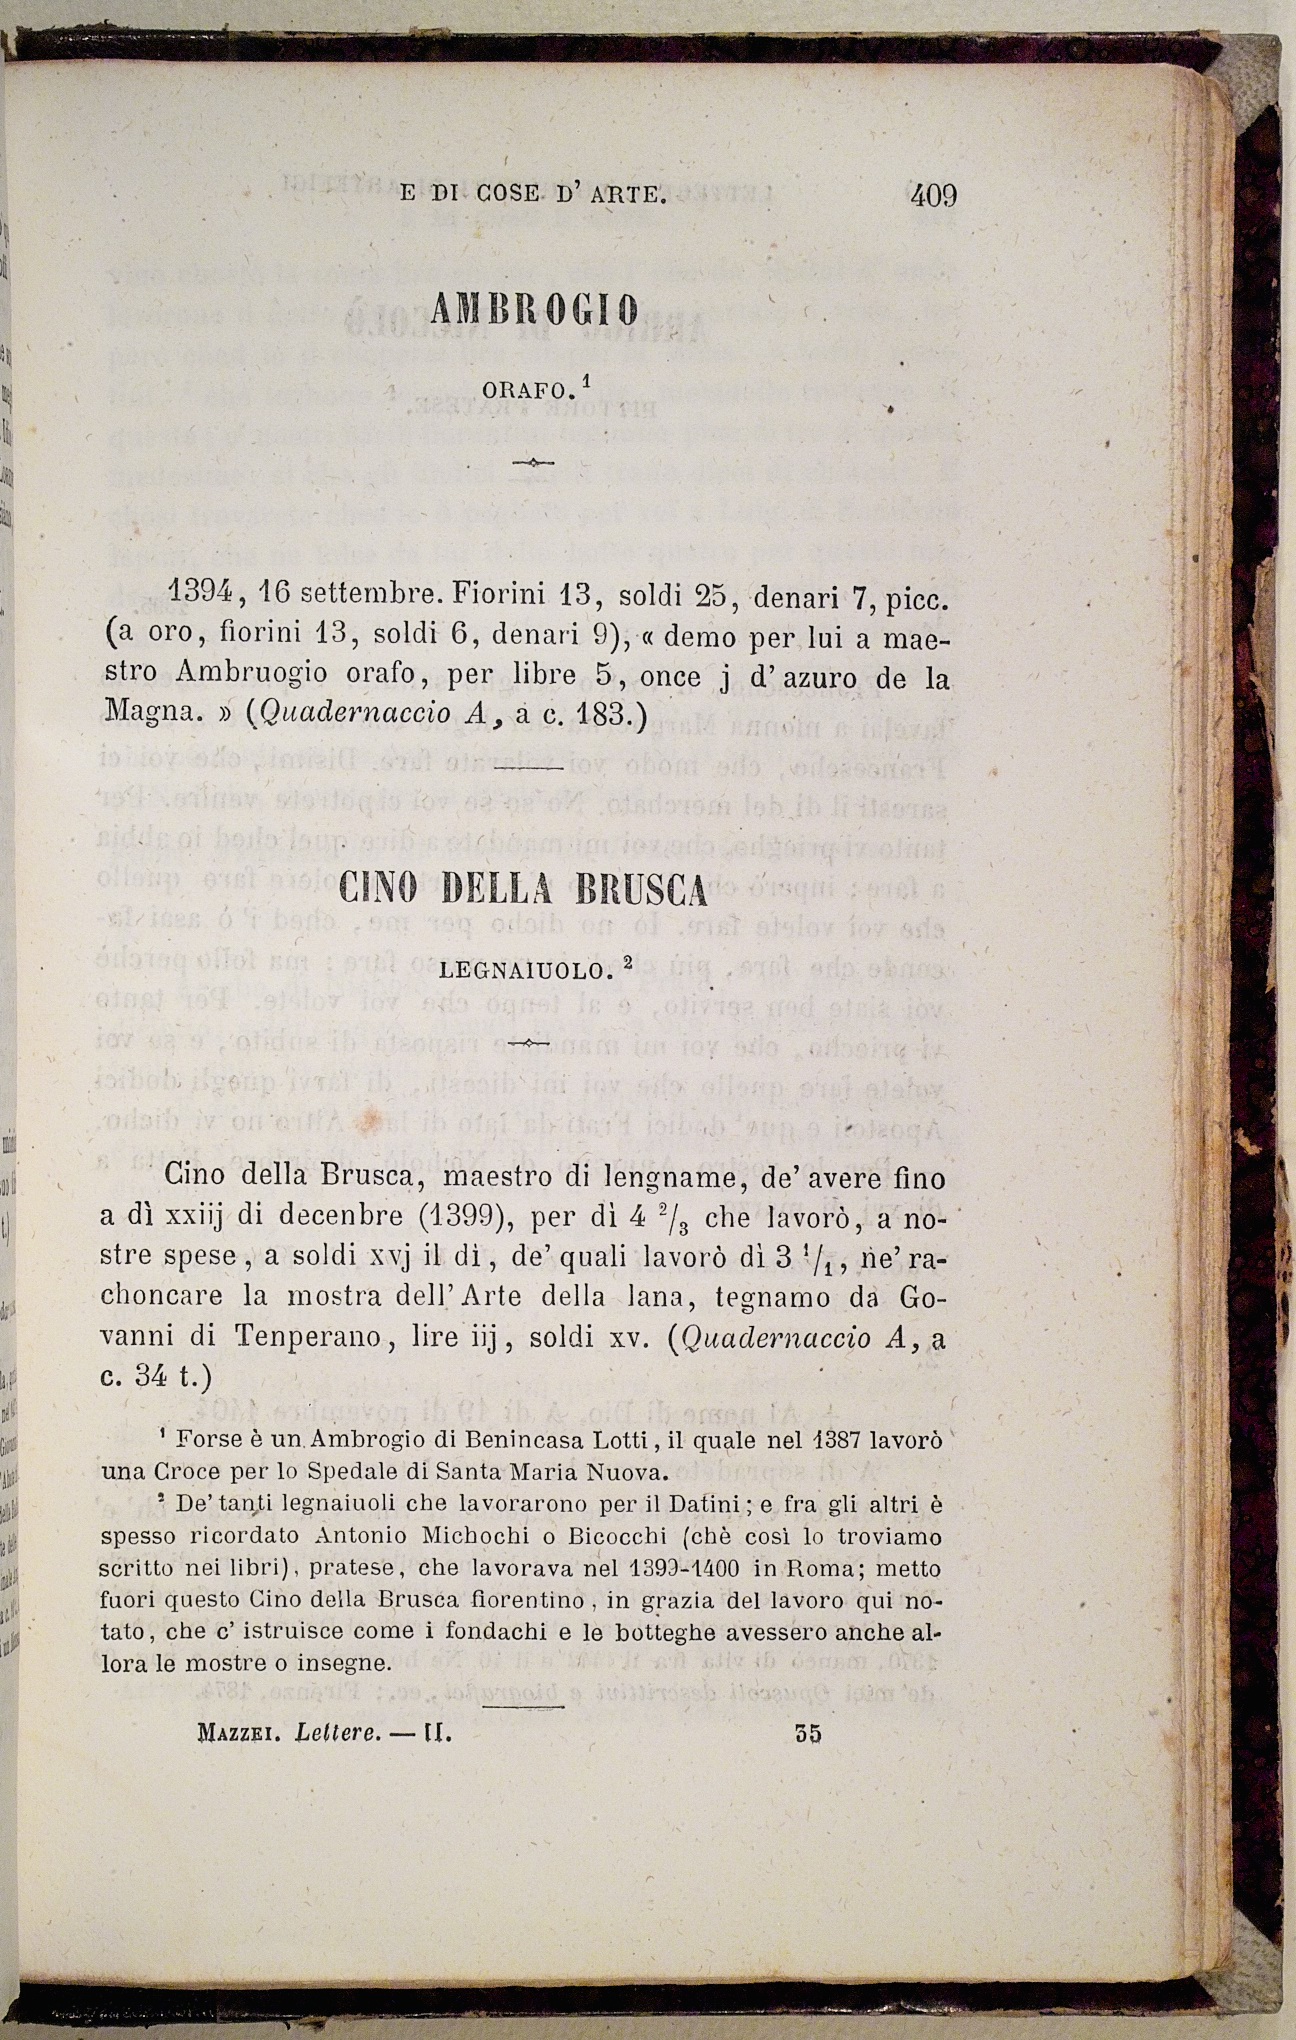 E DI COSE D' ARTE. 409
AMBROGIO
ORAFO. ¹
1394, 16 settembre. Fiorini 13, soldi 25, denari 7, picc.
(a oro, fiorini 13, soldi 6, denari 9), « demo per lui a mae-
stro Ambruogio orafo, per libre 5, once j d' azuro de la
Magna. » (Quadernaccio A, a c. 183.)
CINO DELLA BRUSCA
LEGNAIUOLO. ²
Cino della Brusca, maestro di lengname, de' avere fino
a dì xxiij di decenbre (1399), per dì 4 ²/₃ che lavorò, a no-
stre spese, a soldi xvj il dì, de' quali lavorò dì 3 ¹/₁, ne' ra-
choncare la mostra dell' Arte della lana, tegnamo da Go-
vanni di Tenperano, lire iij, soldi xv. (Quadernaccio A, a
c. 34 t.)
¹ Forse è un Ambrogio di Benincasa Lotti, il quale nel 1387 lavorò
una Croce per lo Spedale di Santa Maria Nuova.
² De' tanti legnaiuoli che lavorarono per il Datini; e fra gli altri è
spesso ricordato Antonio Michochi o Bicocchi (chè così lo troviamo
scritto nei libri), pratese, che lavorava nel 1399-1400 in Roma; metto
fuori questo Cino della Brusca fiorentino, in grazia del lavoro qui no-
tato, che c' istruisce come i fondachi e le botteghe avessero anche al-
lora le mostre o insegne.
MAZZEI. Lettere. — II. 35